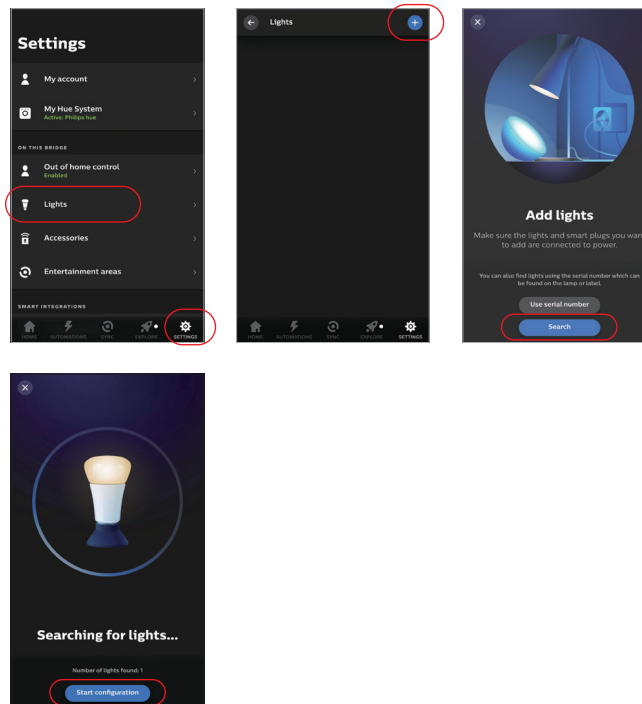 Settings
My account
My Hue System
Active: Philips hue
ON THIS BRIDGE
Out of home control
Enabled
Lights
Accessories
Entertainment areas
SMART INTEGRATIONS
HOME AUTOMATIONS SYNC EXPLORE SETTINGS
Lights
HOME AUTOMATIONS SYNC EXPLORE SETTINGS
Add lights
Make sure the lights and smart plugs you want
to add are connected to power.
You can also find lights using the serial number which can
be found on the lamp or label.
Use serial number
Search
Searching for lights...
Number of lights found: 1
Start configuration